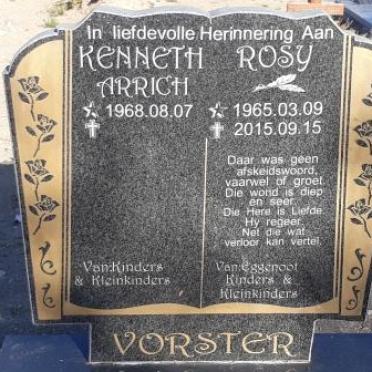 In liefdevolle Herinnering Aan
KENNETH
ARRICH
1968.08.07
Van:Kinders
& Kleinkinders
ROSY
1965.03.09
2015.09.15
Daar was geen
afskeidswoord,
vaarwel of groet.
Die wond is diep
en seer.
Die Here is Liefde
Hy regeer.
Net die wat
verloor kan vertel.
Van:Eggenoot
Kinders &
Kleinkinders
VORSTER